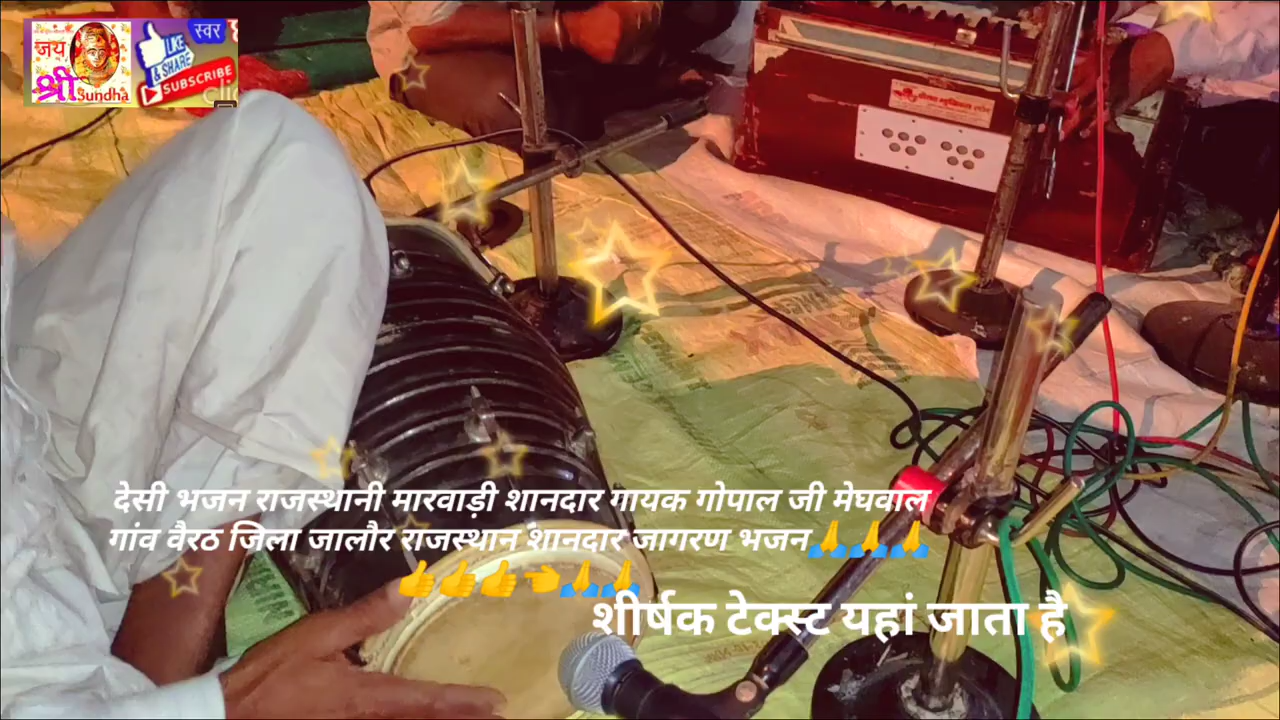 जय
श्री
Sundha
स्वर
LIKE
& SHARE
SUBSCRIBE
देसी भजन राजस्थानी मारवाड़ी शानदार गायक गोपाल जी मेघवाल
गांव वैरठ जिला जालौर राजस्थान शानदार जागरण भजन🙏🙏🙏
👍👍👍👈🙏🙏
शीर्षक टेक्स्ट यहां जाता है